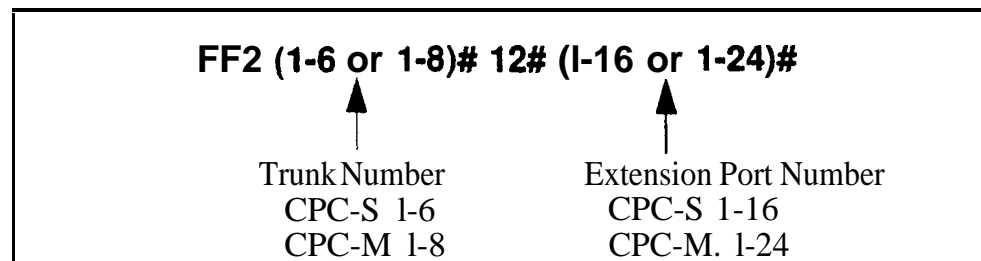 FF2 (1-6 or 1-8)# 12# (I-16 or 1-24)#
Trunk Number Extension Port Number
CPC-S l-6 CPC-S 1-16
CPC-M l-8 CPC-M. l-24